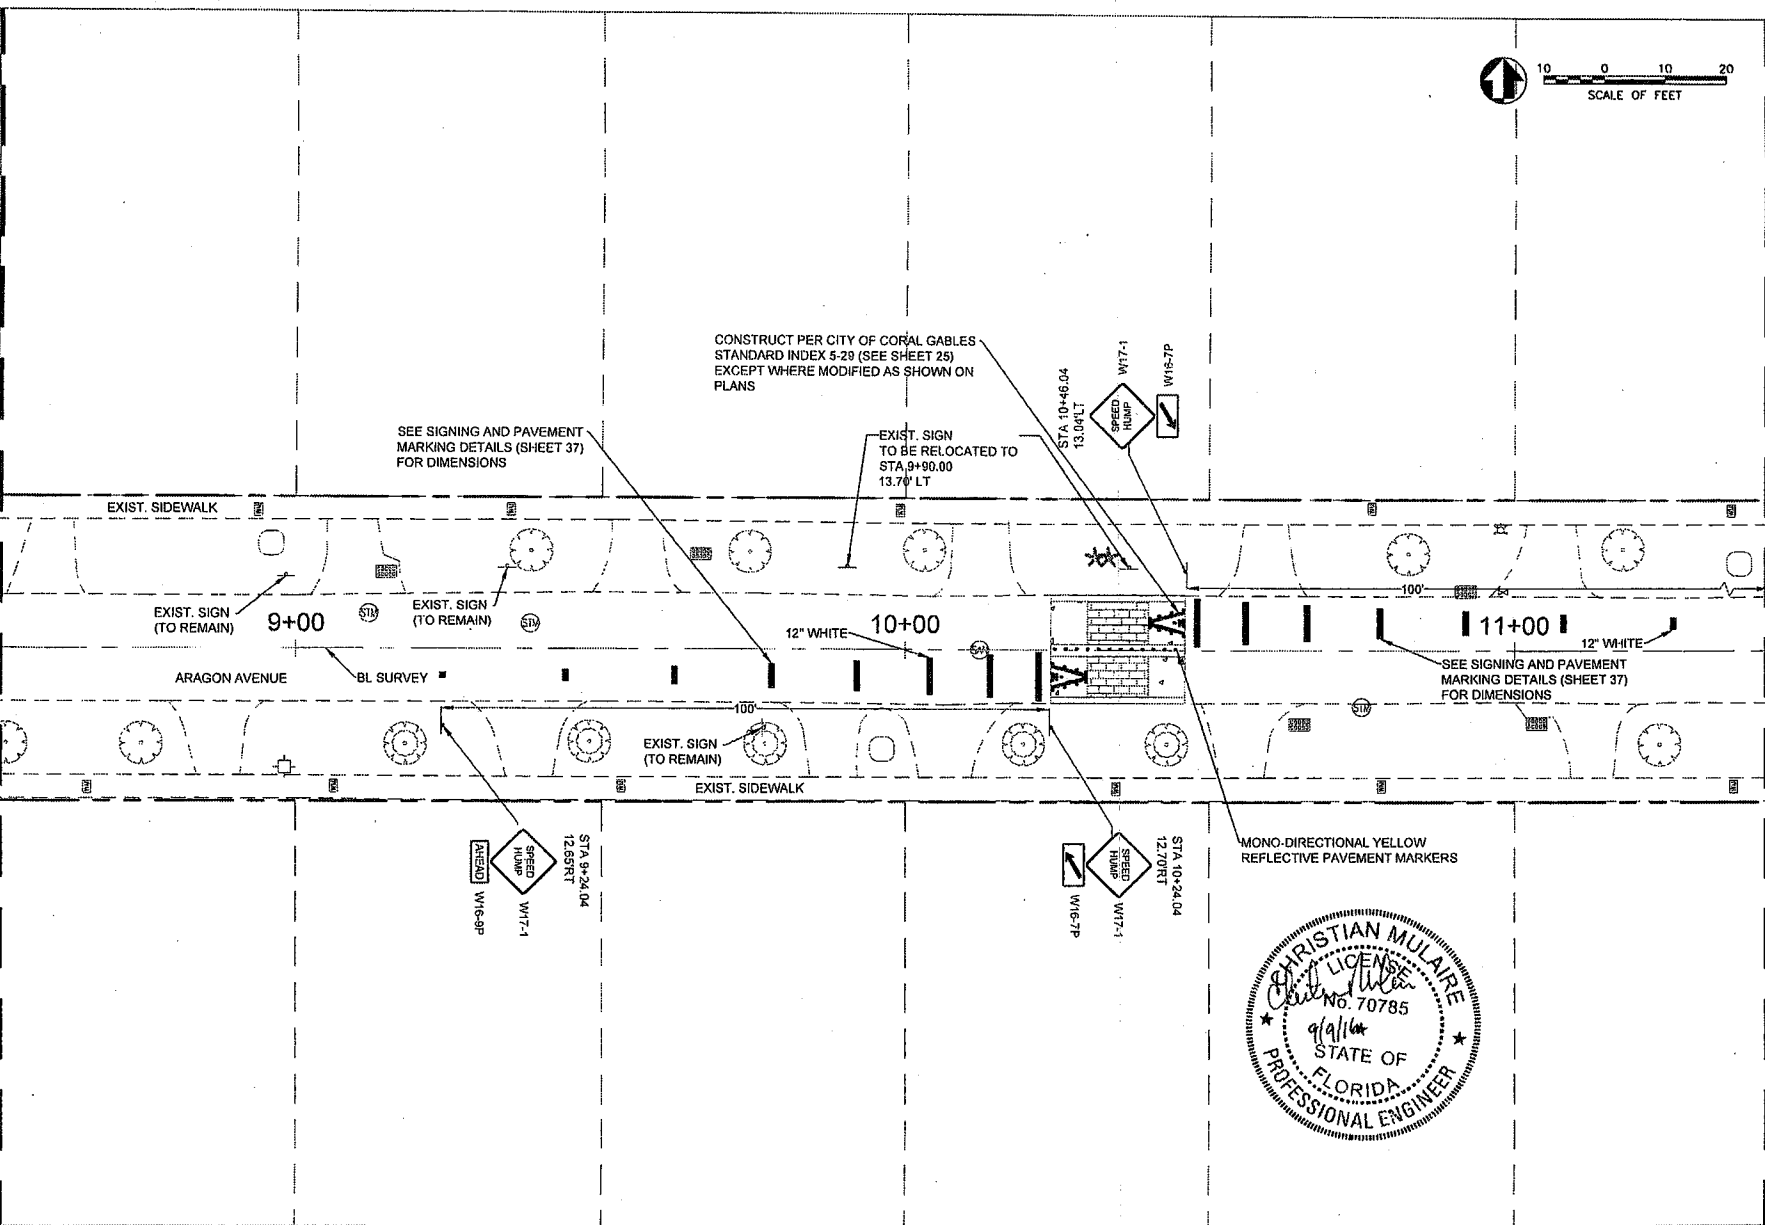 10 0 10 20
SCALE OF FEET
CONSTRUCT PER CITY OF CORAL GABLES
STANDARD INDEX 5-29 (SEE SHEET 25)
EXCEPT WHERE MODIFIED AS SHOWN ON
PLANS
STA 10+46.04
13.04'LT
SPEED
HUMP
W17-1
W16-7P
SEE SIGNING AND PAVEMENT
MARKING DETAILS (SHEET 37)
FOR DIMENSIONS
EXIST. SIGN
TO BE RELOCATED TO
STA 9+90.00
13.70' LT
EXIST. SIDEWALK
EXIST. SIGN
(TO REMAIN)
9+00
STM
EXIST. SIGN
(TO REMAIN)
STM
12" WHITE
10+00
100'
11+00
12" WHITE
ARAGON AVENUE
BL SURVEY
SEE SIGNING AND PAVEMENT
MARKING DETAILS (SHEET 37)
FOR DIMENSIONS
100'
STM
EXIST. SIGN
(TO REMAIN)
EXIST. SIDEWALK
STA 9+24.04
12.65'RT
SPEED
HUMP
W17-1
AHEAD
W16-9P
STA 10+24.04
12.70'RT
SPEED
HUMP
W17-1
W16-7P
MONO-DIRECTIONAL YELLOW
REFLECTIVE PAVEMENT MARKERS
CHRISTIAN MULAIRE
LICENSE
No. 70785
STATE OF
FLORIDA
PROFESSIONAL ENGINEER